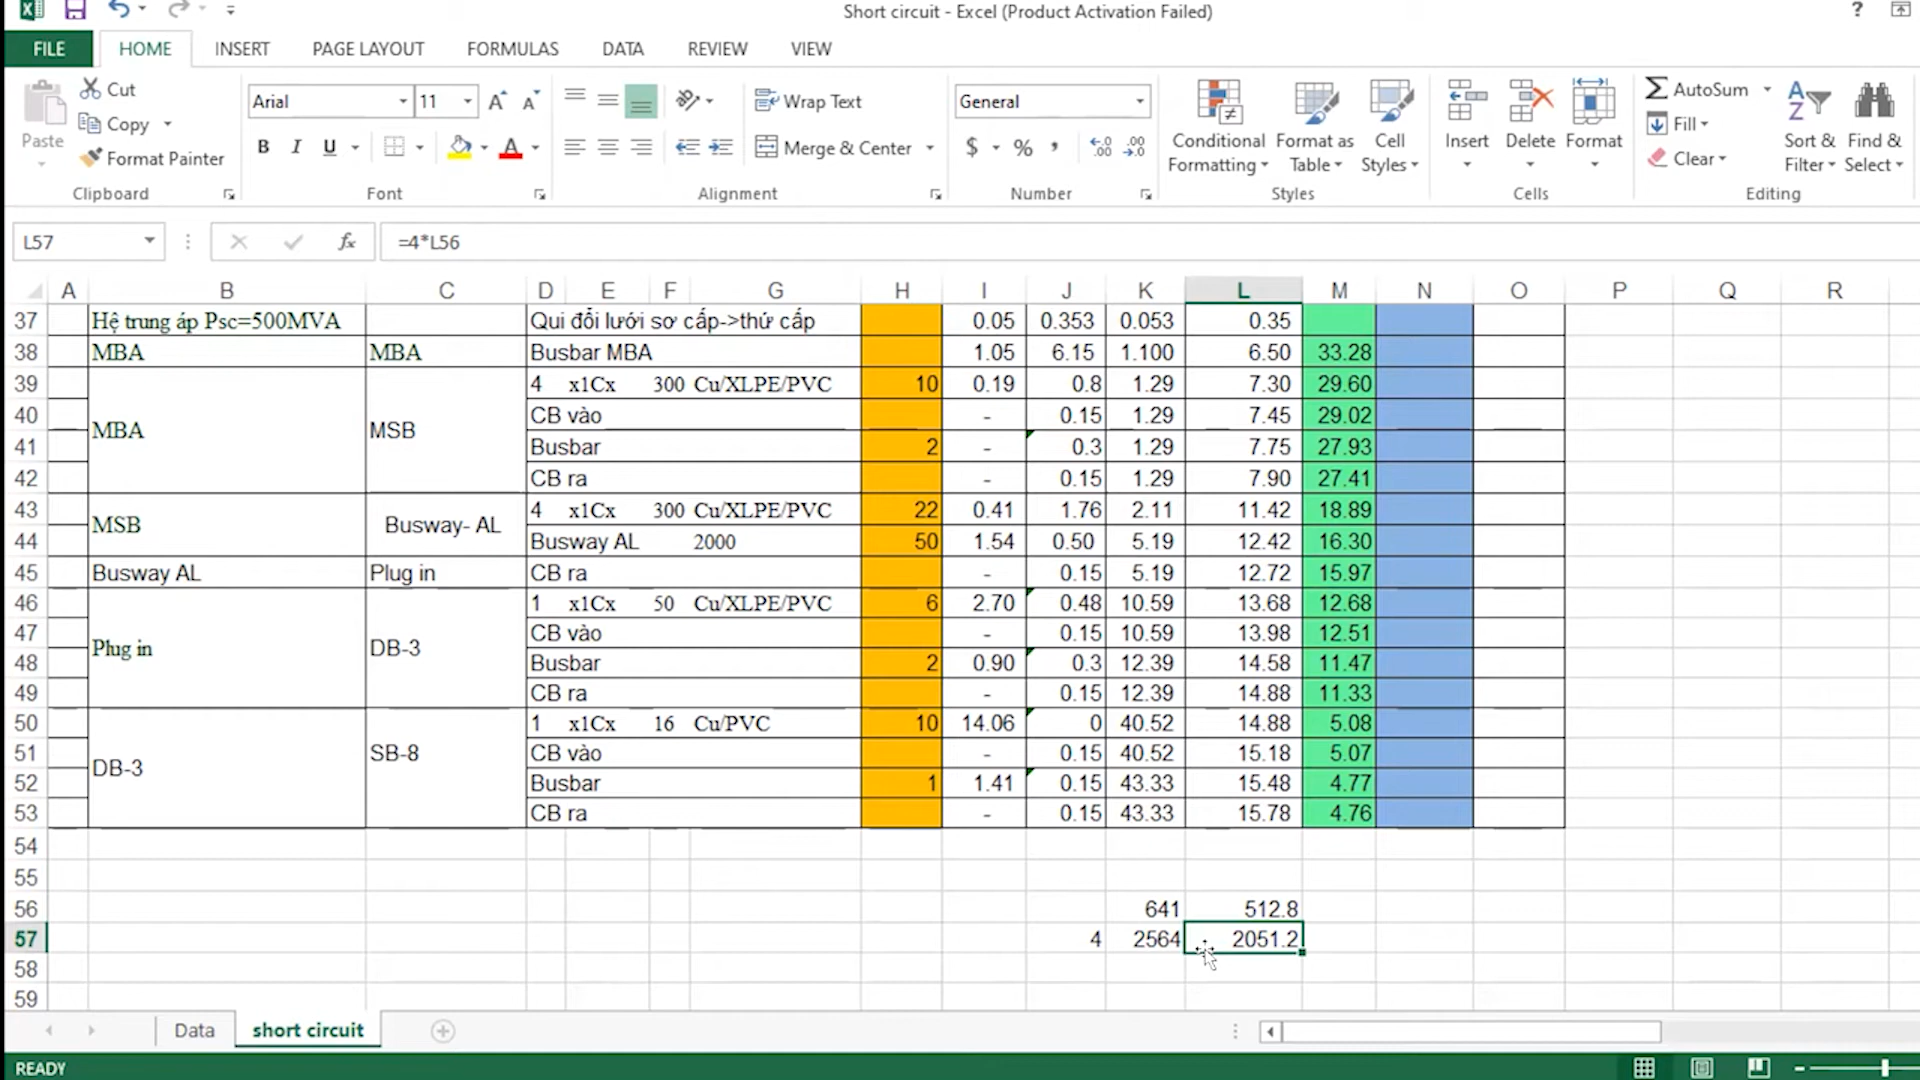 Short circuit - Excel (Product Activation Failed)
?
FILE HOME INSERT PAGE LAYOUT FORMULAS DATA REVIEW VIEW
Paste
Cut
Copy
Format Painter
Clipboard
Arial 11
B I U
Font
Wrap Text
Merge & Center
Alignment
General
$ % ,
Number
Conditional Formatting
Format as Table
Cell Styles
Styles
Insert Delete Format
Cells
AutoSum
Fill
Clear
Sort & Filter
Find & Select
Editing
L57 fx =4*L56
A B C D E F G H I J K L M N O P Q R
37 Hệ trung áp Psc=500MVA Qui đổi lưới sơ cấp->thứ cấp 0.05 0.353 0.053 0.35
38 MBA MBA Busbar MBA 1.05 6.15 1.100 6.50 33.28
39 4 x1Cx 300 Cu/XLPE/PVC 10 0.19 0.8 1.29 7.30 29.60
40 CB vào - 0.15 1.29 7.45 29.02
MBA MSB
41 Busbar 2 - 0.3 1.29 7.75 27.93
42 CB ra - 0.15 1.29 7.90 27.41
43 4 x1Cx 300 Cu/XLPE/PVC 22 0.41 1.76 2.11 11.42 18.89
MSB Busway- AL
44 Busway AL 2000 50 1.54 0.50 5.19 12.42 16.30
45 Busway AL Plug in CB ra - 0.15 5.19 12.72 15.97
46 1 x1Cx 50 Cu/XLPE/PVC 6 2.70 0.48 10.59 13.68 12.68
47 CB vào - 0.15 10.59 13.98 12.51
Plug in DB-3
48 Busbar 2 0.90 0.3 12.39 14.58 11.47
49 CB ra - 0.15 12.39 14.88 11.33
50 1 x1Cx 16 Cu/PVC 10 14.06 0 40.52 14.88 5.08
51 SB-8 CB vào - 0.15 40.52 15.18 5.07
DB-3
52 Busbar 1 1.41 0.15 43.33 15.48 4.77
53 CB ra - 0.15 43.33 15.78 4.76
54
55
56 641 512.8
57 4 2564 2051.2
58
59
Data short circuit
READY